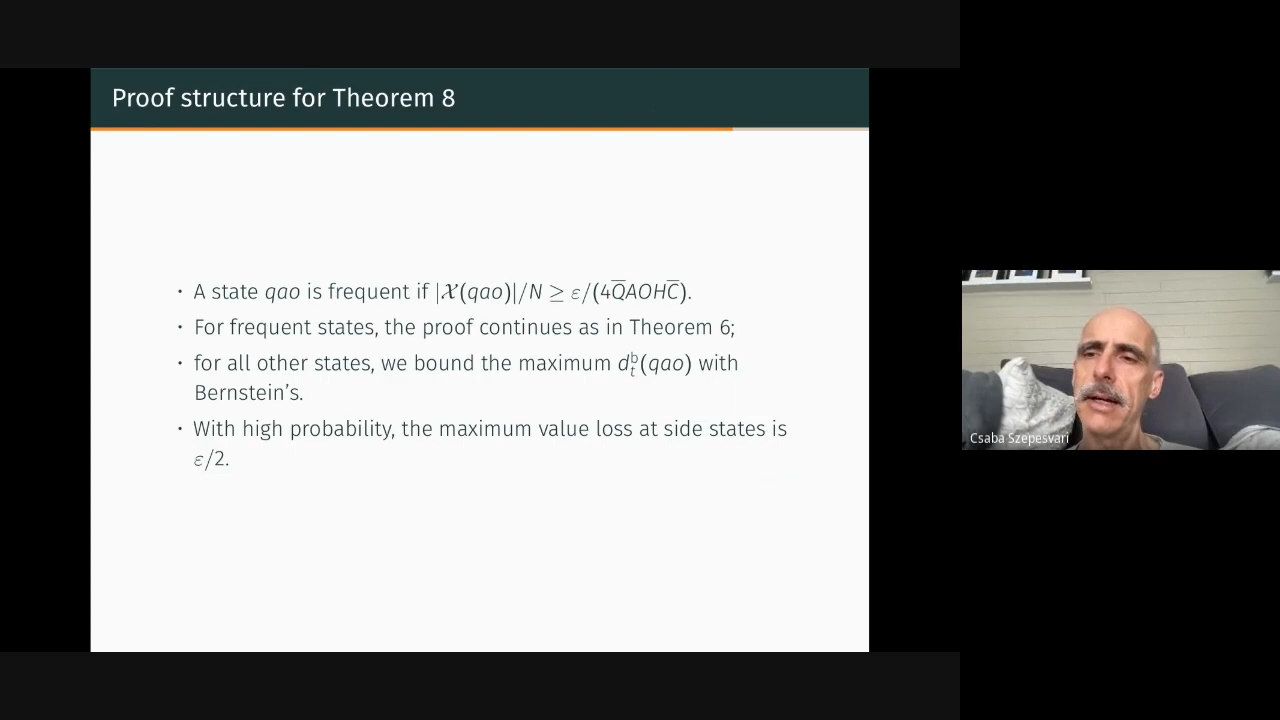 Proof structure for Theorem 8
• A state qao is frequent if |𝒳(qao)|/N ≥ ε/(4Q̅AOHC̅).
• For frequent states, the proof continues as in Theorem 6;
• for all other states, we bound the maximum dᵇₜ(qao) with
Bernstein's.
• With high probability, the maximum value loss at side states is
ε/2.
Csaba Szepesvari